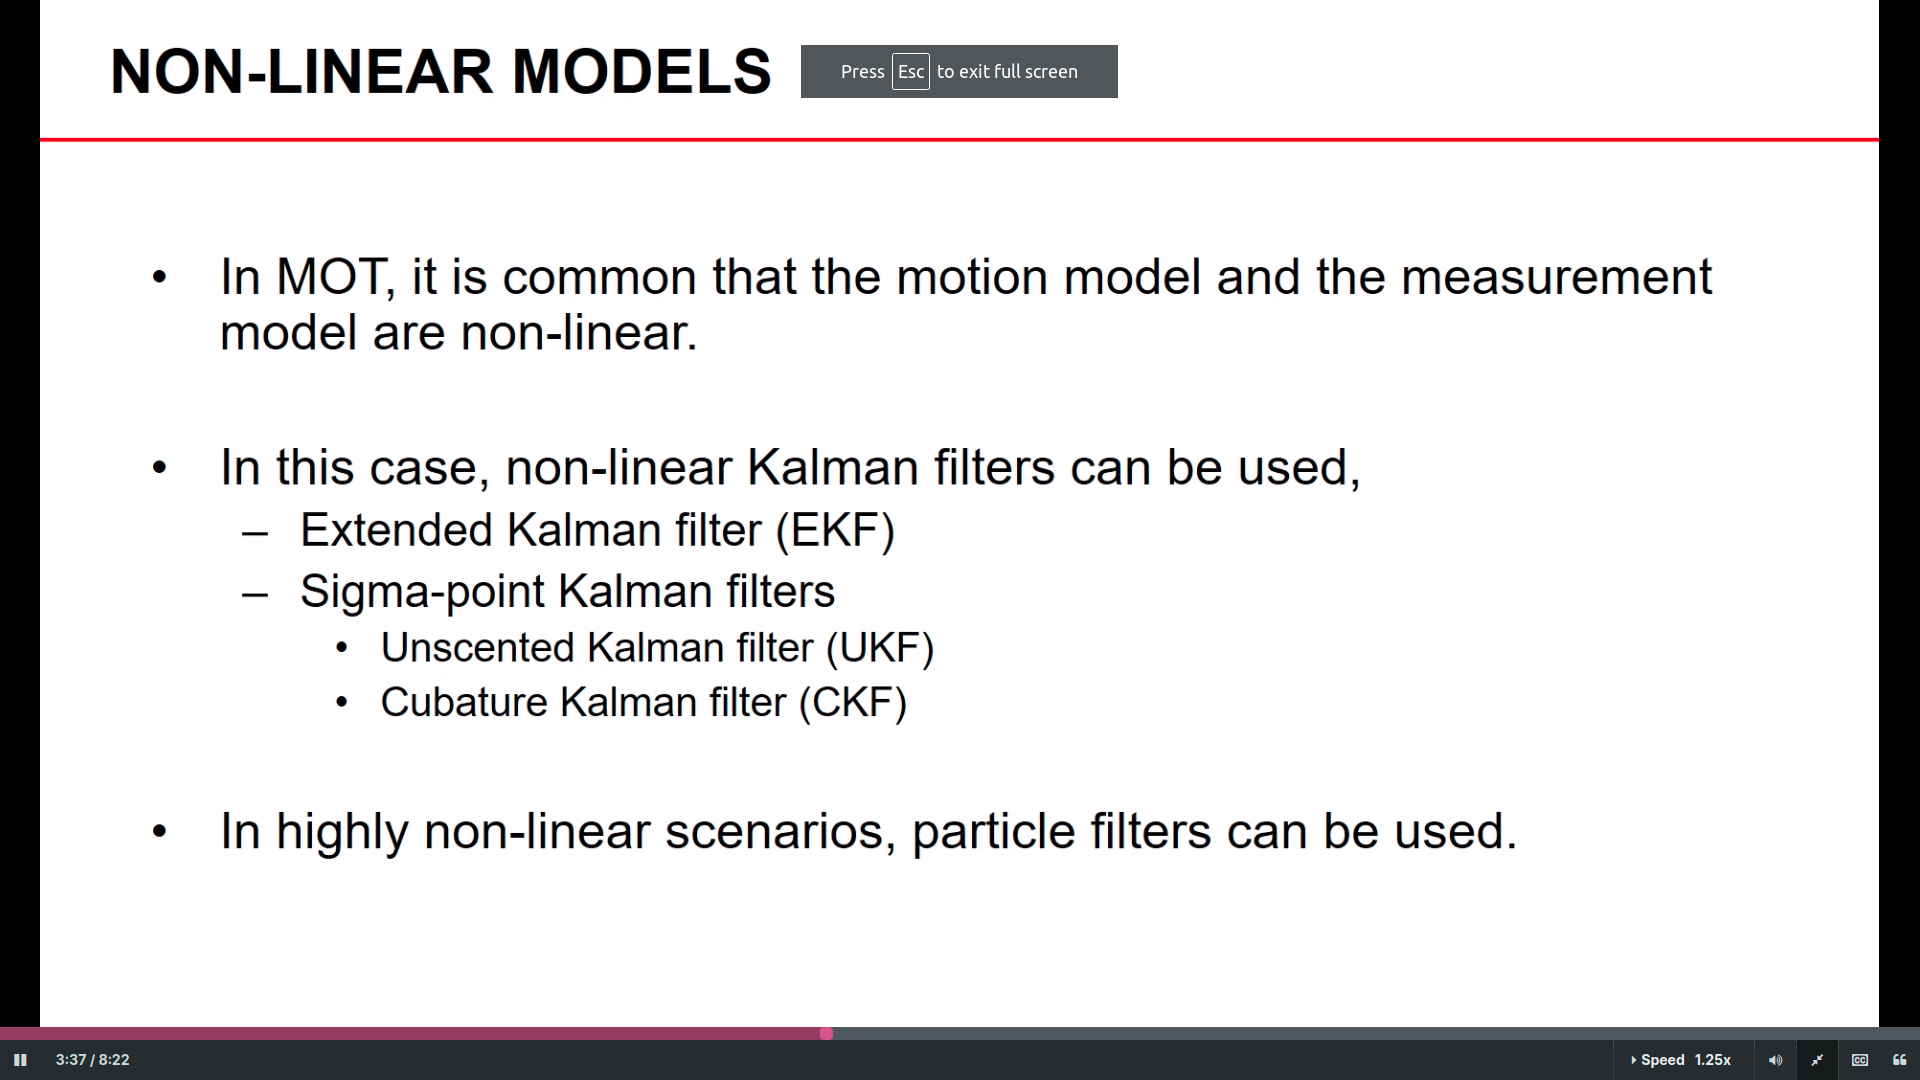 NON-LINEAR MODELS
Press Esc to exit full screen
• In MOT, it is common that the motion model and the measurement
model are non-linear.
• In this case, non-linear Kalman filters can be used,
– Extended Kalman filter (EKF)
– Sigma-point Kalman filters
• Unscented Kalman filter (UKF)
• Cubature Kalman filter (CKF)
• In highly non-linear scenarios, particle filters can be used.
3:37 / 8:22
Speed 1.25x
CC